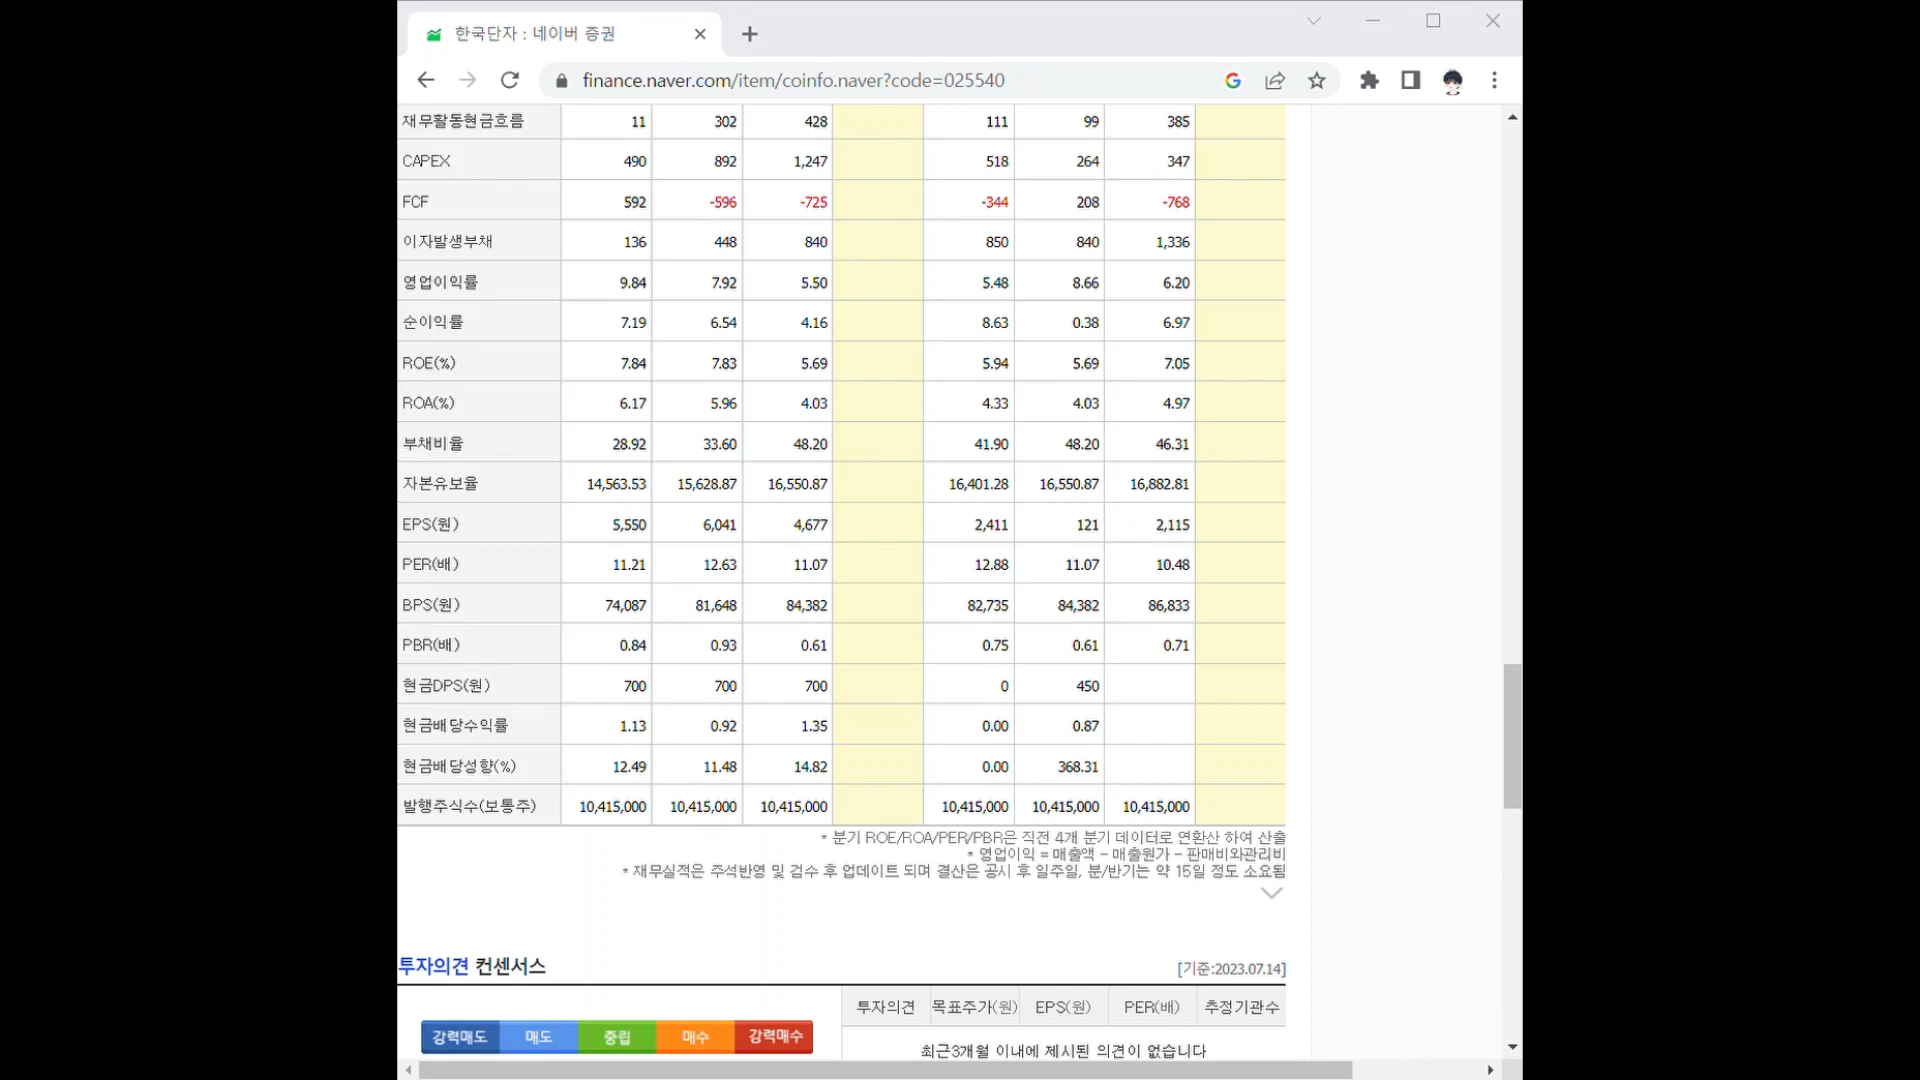 한국단자 : 네이버 증권
finance.naver.com/item/coinfo.naver?code=025540
재무활동현금흐름 11 302 428 111 99 385
CAPEX 490 892 1,247 518 264 347
FCF 592 -596 -725 -344 208 -768
이자발생부채 136 448 840 850 840 1,336
영업이익률 9.84 7.92 5.50 5.48 8.66 6.20
순이익률 7.19 6.54 4.16 8.63 0.38 6.97
ROE(%) 7.84 7.83 5.69 5.94 5.69 7.05
ROA(%) 6.17 5.96 4.03 4.33 4.03 4.97
부채비율 28.92 33.60 48.20 41.90 48.20 46.31
자본유보율 14,563.53 15,628.87 16,550.87 16,401.28 16,550.87 16,882.81
EPS(원) 5,550 6,041 4,677 2,411 121 2,115
PER(배) 11.21 12.63 11.07 12.88 11.07 10.48
BPS(원) 74,087 81,648 84,382 82,735 84,382 86,833
PBR(배) 0.84 0.93 0.61 0.75 0.61 0.71
현금DPS(원) 700 700 700 0 450
현금배당수익률 1.13 0.92 1.35 0.00 0.87
현금배당성향(%) 12.49 11.48 14.82 0.00 368.31
발행주식수(보통주) 10,415,000 10,415,000 10,415,000 10,415,000 10,415,000 10,415,000
* 분기 ROE/ROA/PER/PBR은 직전 4개 분기 데이터로 연환산 하여 산출
* 영업이익 = 매출액 - 매출원가 - 판매비와관리비
* 재무실적은 주석반영 및 검수 후 업데이트 되며 결산은 공시 후 일주일, 분/반기는 약 15일 정도 소요됨
투자의견 컨센서스 [기준:2023.07.14]
투자의견 목표주가(원) EPS(원) PER(배) 추정기관수
강력매도 매도 중립 매수 강력매수
최근3개월 이내에 제시된 의견이 없습니다